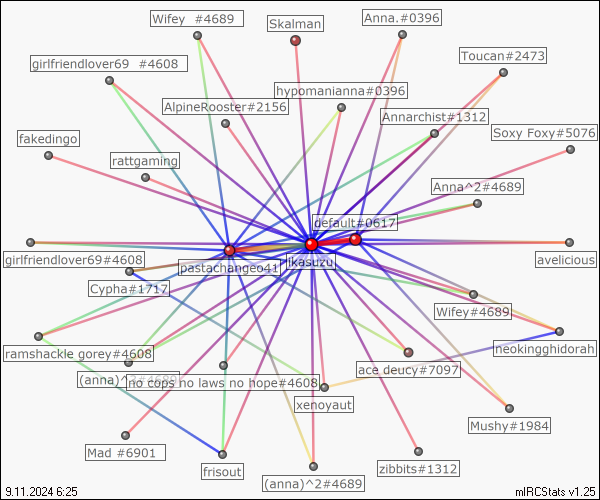 Wifey #4689
Skalman
Anna.#0396
Toucan#2473
girlfriendlover69 #4608
hypomanianna#0396
AlpineRooster#2156
Annarchist#1312
fakedingo
Soxy Foxy#5076
rattgaming
Anna^2#4689
default#0617
girlfriendlover69#4608
pastachangeo41
ikasuzu
avelicious
Cypha#1717
Wifey#4689
ramshackle gorey#4608
neokingghidorah
(anna)^2#4689
no cops no laws no hope#4608
ace deucy#7097
xenoyaut
Mushy#1984
Mad #6901
frisout
(anna)^2#4689
zibbits#1312
9.11.2024 6:25
mIRCStats v1.25